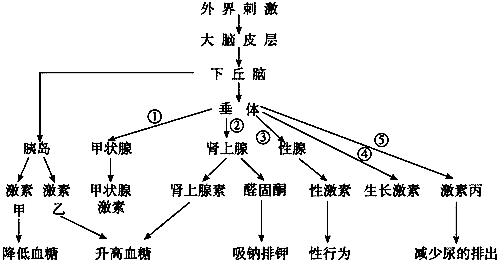 外界刺激
大脑皮层
下丘脑
垂体
① ② ③ ④ ⑤
胰岛 甲状腺 肾上腺 性腺
激素甲 激素乙 甲状腺激素 肾上腺素 醛固酮 性激素 生长激素 激素丙
降低血糖 升高血糖 吸钠排钾 性行为 减少尿的排出